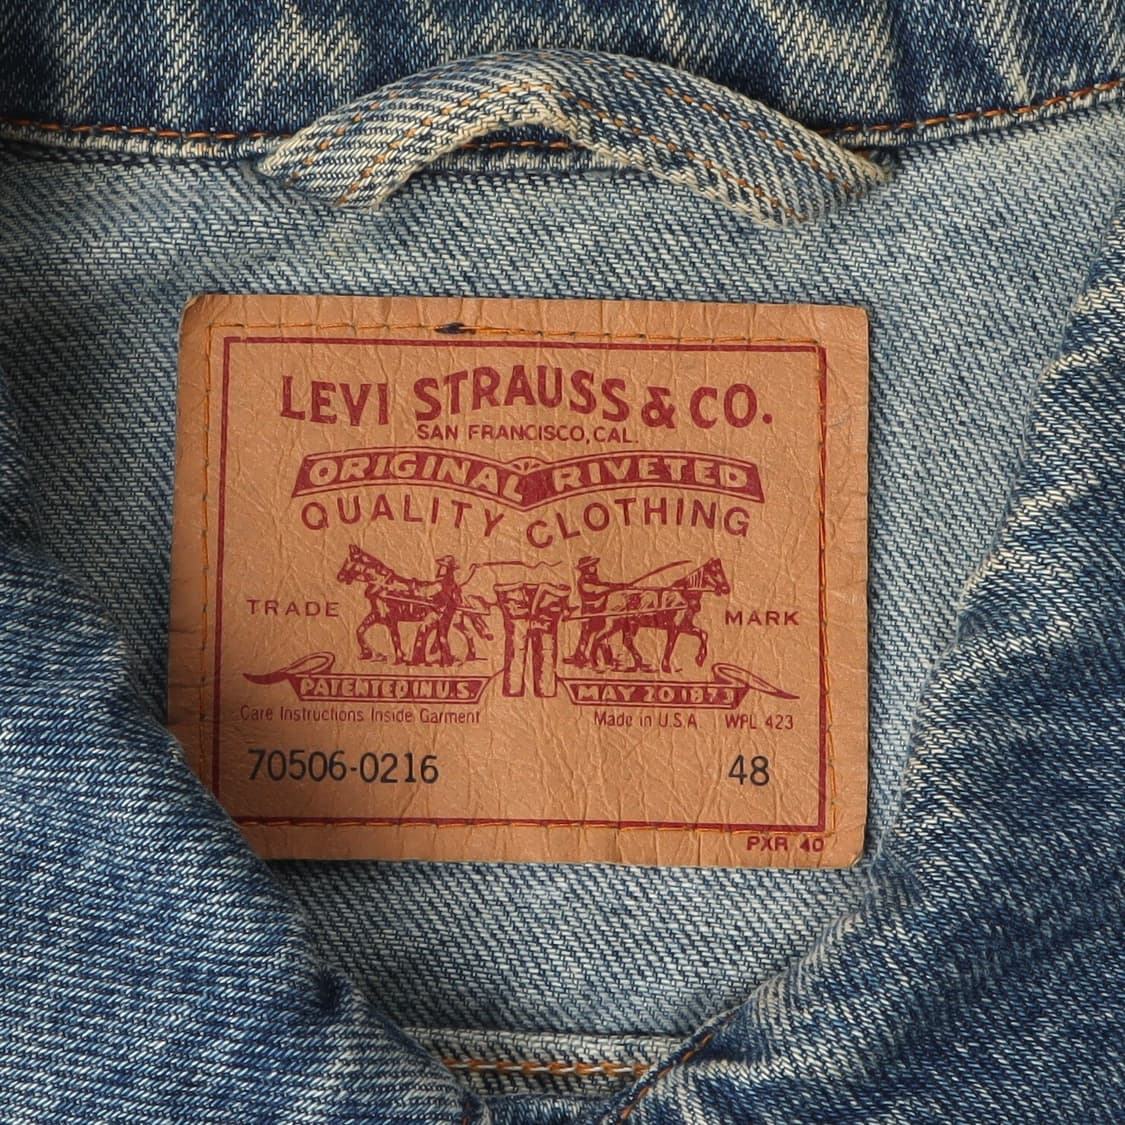 LEVI STRAUSS & CO.
SAN FRANCISCO, CAL.
ORIGINAL RIVETED
QUALITY CLOTHING
TRADE MARK
PATENTED IN U.S. MAY 20 1873
Care Instructions Inside Garment Made in U.S.A. WPL 423
70506-0216 48
PXR 40